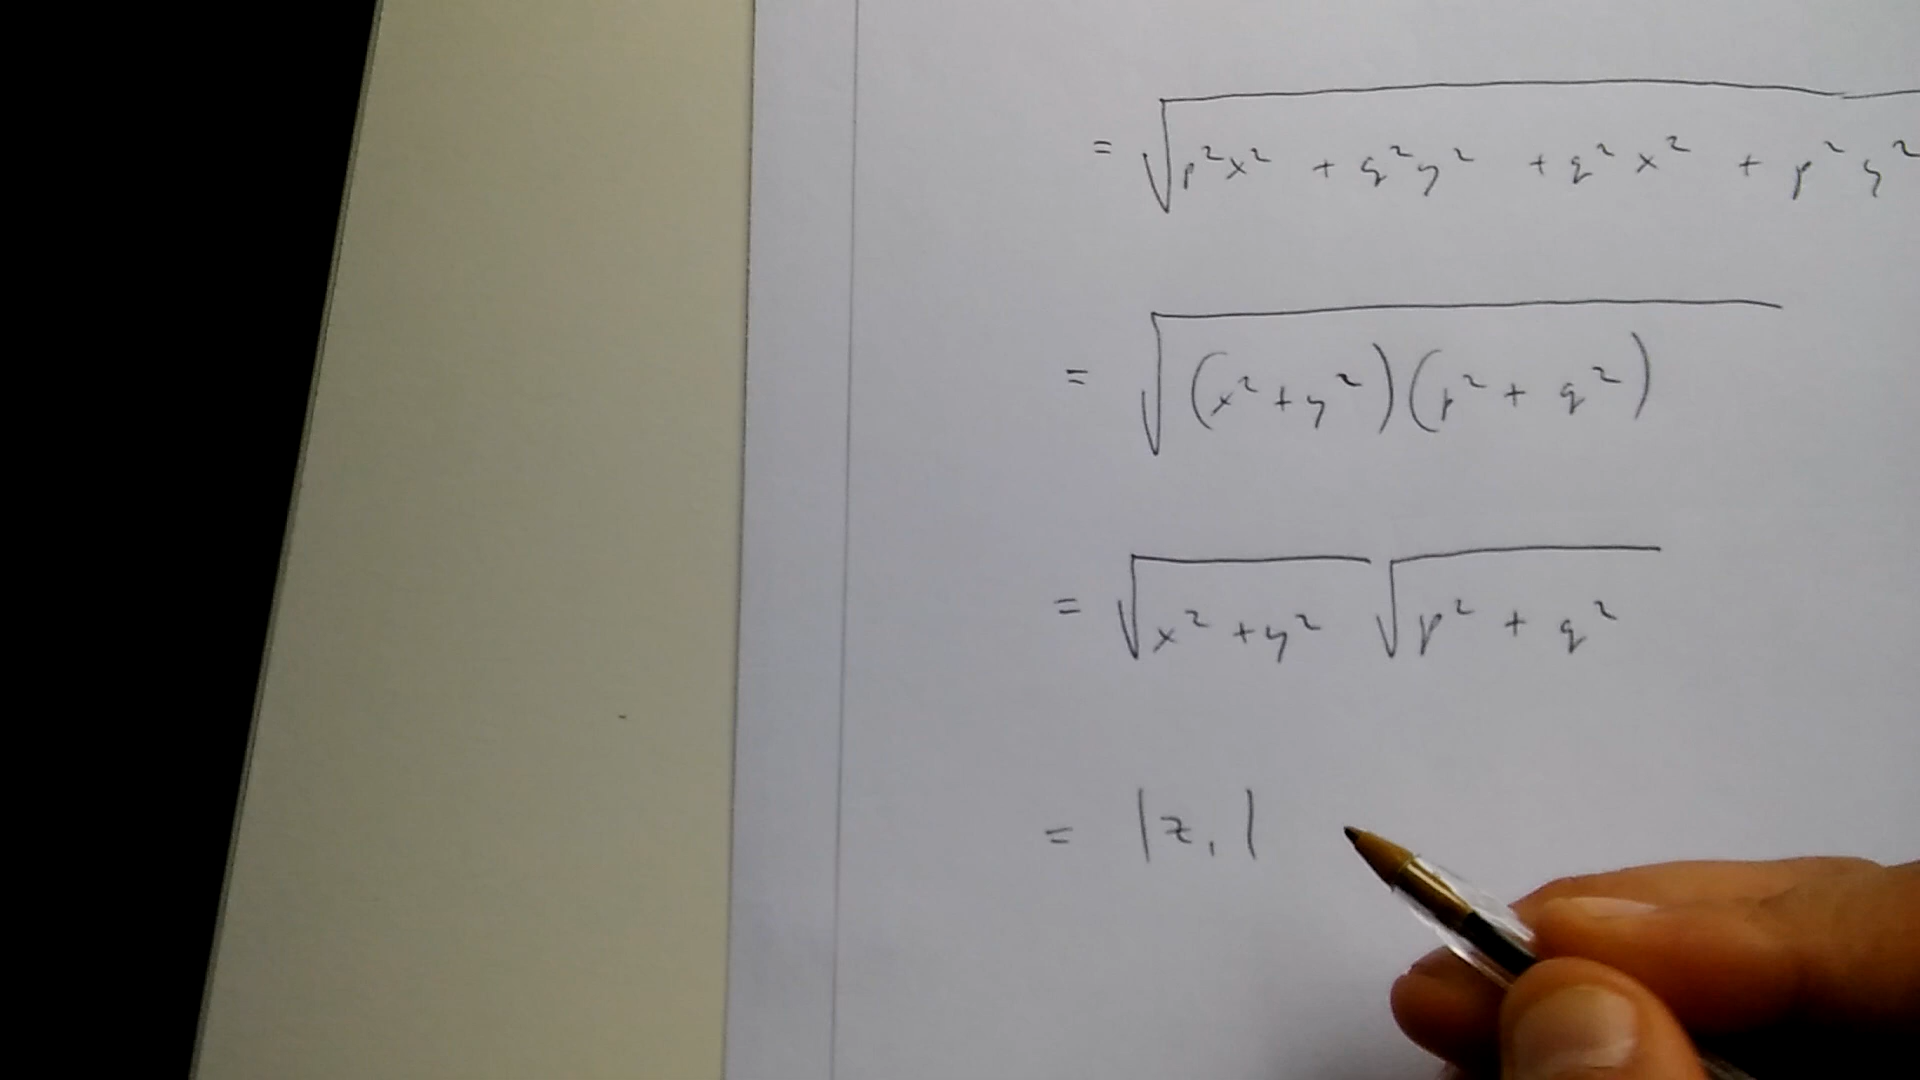 = √(p²x² + q²y² + q²x² + p²y²
= √((x²+y²)(p² + q²))
= √(x²+y²) √(p² + q²)
= |z₁|